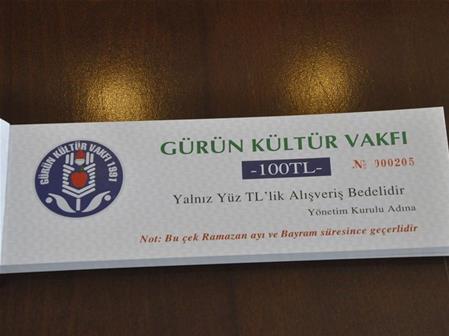 GÜRÜN KÜLTÜR VAKFI 1997
GÜRÜN KÜLTÜR VAKFI
-100TL-
№ 000205
Yalnız Yüz TL'lik Alışveriş Bedelidir
Yönetim Kurulu Adına
Not: Bu çek Ramazan ayı ve Bayram süresince geçerlidir